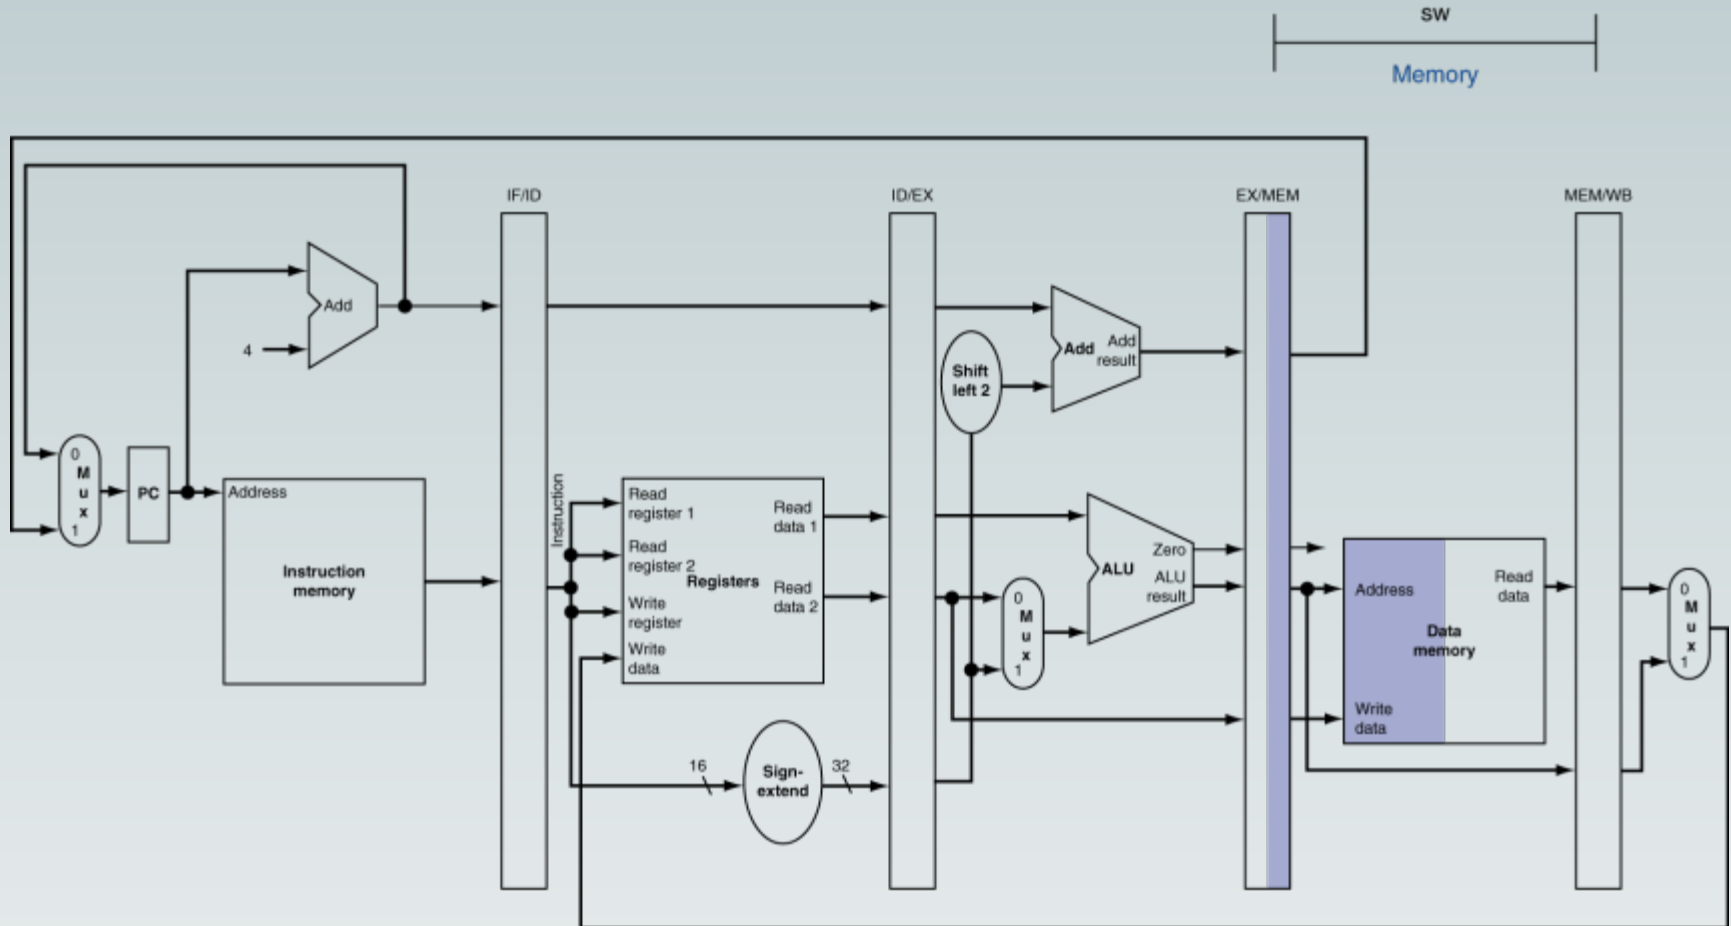 SW
Memory
IF/ID
ID/EX
EX/MEM
MEM/WB
Add
4
Add
Add
result
Shift
left 2
0
M
u
x
1
PC
Address
Instruction
memory
Instruction
Read
register 1
Read
register 2
Write
register
Write
data
Registers
Read
data 1
Read
data 2
16
Sign-
extend
32
0
M
u
x
1
ALU
Zero
ALU
result
Address
Read
data
Data
memory
Write
data
0
M
u
x
1